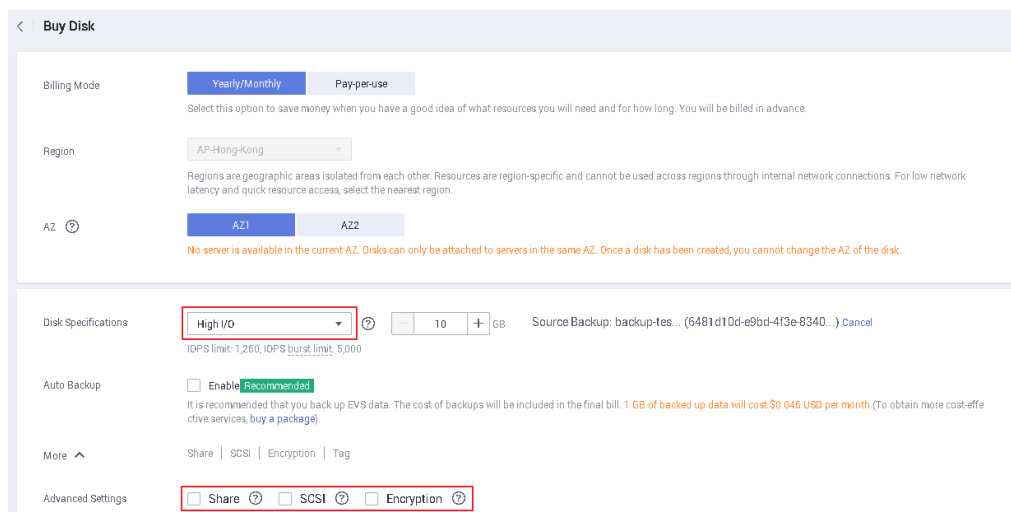 Buy Disk
Billing Mode
Yearly/Monthly Pay-per-use
Select this option to save money when you have a good idea of what resources you will need and for how long. You will be billed in advance.
Region
AP-Hong-Kong
Regions are geographic areas isolated from each other. Resources are region-specific and cannot be used across regions through internal network connections. For low network
latency and quick resource access, select the nearest region.
AZ ?
AZ1 AZ2
No server is available in the current AZ. Disks can only be attached to servers in the same AZ. Once a disk has been created, you cannot change the AZ of the disk.
Disk Specifications
High I/O ? − 10 + GB Source Backup: backup-tes... (6481d10d-e9bd-4f3e-8340...) Cancel
IOPS limit: 1,260, IOPS burst limit: 5,000
Auto Backup
Enable Recommended
It is recommended that you back up EVS data. The cost of backups will be included in the final bill. 1 GB of backed up data will cost $0.046 USD per month.(To obtain more cost-effe
ctive services, buy a package).
More
Share | SCSI | Encryption | Tag
Advanced Settings
Share ? SCSI ? Encryption ?